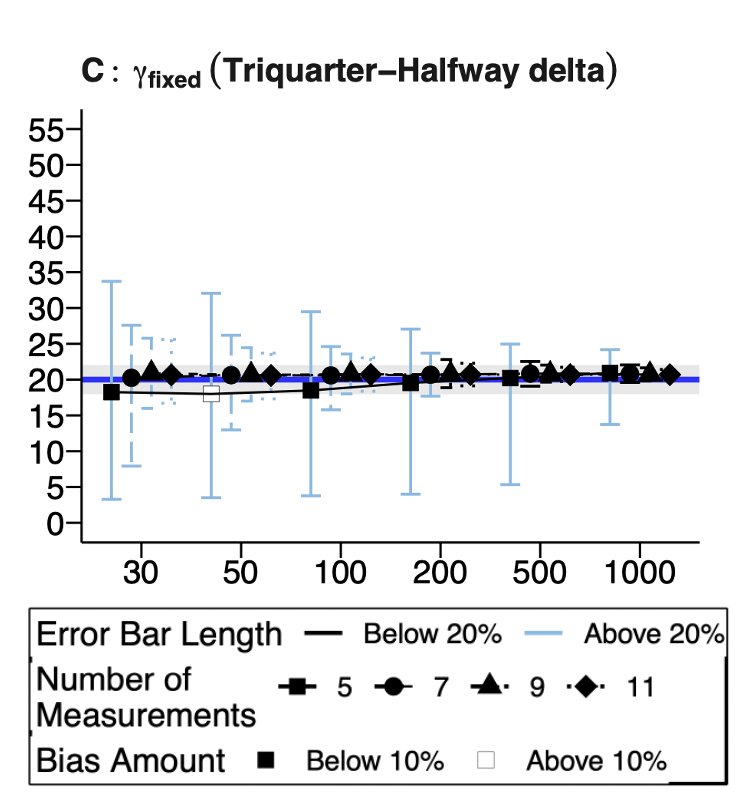 C: γfixed (Triquarter−Halfway delta)
55
50
45
40
35
30
25
20
15
10
5
0
30 50 100 200 500 1000
Error Bar Length Below 20% Above 20%
Number of
Measurements 5 7 9 11
Bias Amount Below 10% Above 10%